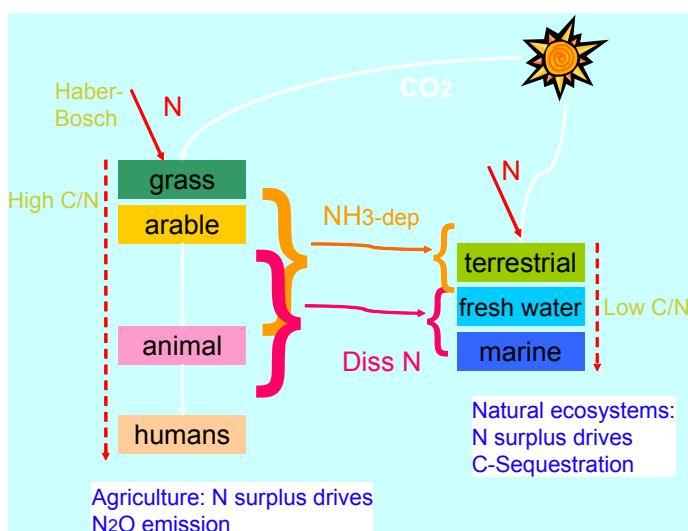 CO2
Haber-
Bosch
N
N
High C/N
grass
arable
NH3-dep
terrestrial
fresh water
Low C/N
animal
marine
Diss N
humans
Natural ecosystems:
N surplus drives
C-Sequestration
Agriculture: N surplus drives
N2O emission